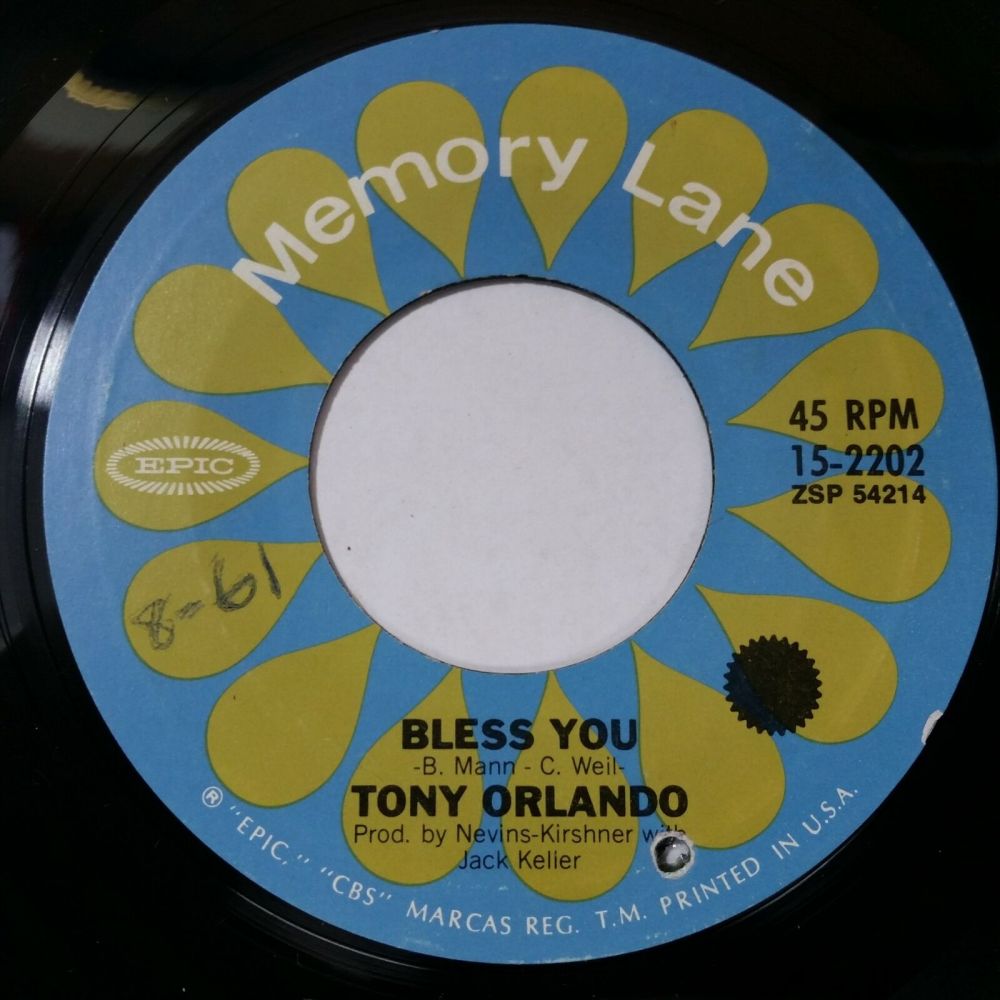 Memory Lane
EPIC
45 RPM
15-2202
ZSP 54214
8-61
BLESS YOU
-B. Mann - C. Weil-
TONY ORLANDO
Prod. by Nevins-Kirshner with
Jack Keller
® "EPIC," "CBS" MARCAS REG. T.M. PRINTED IN U.S.A.